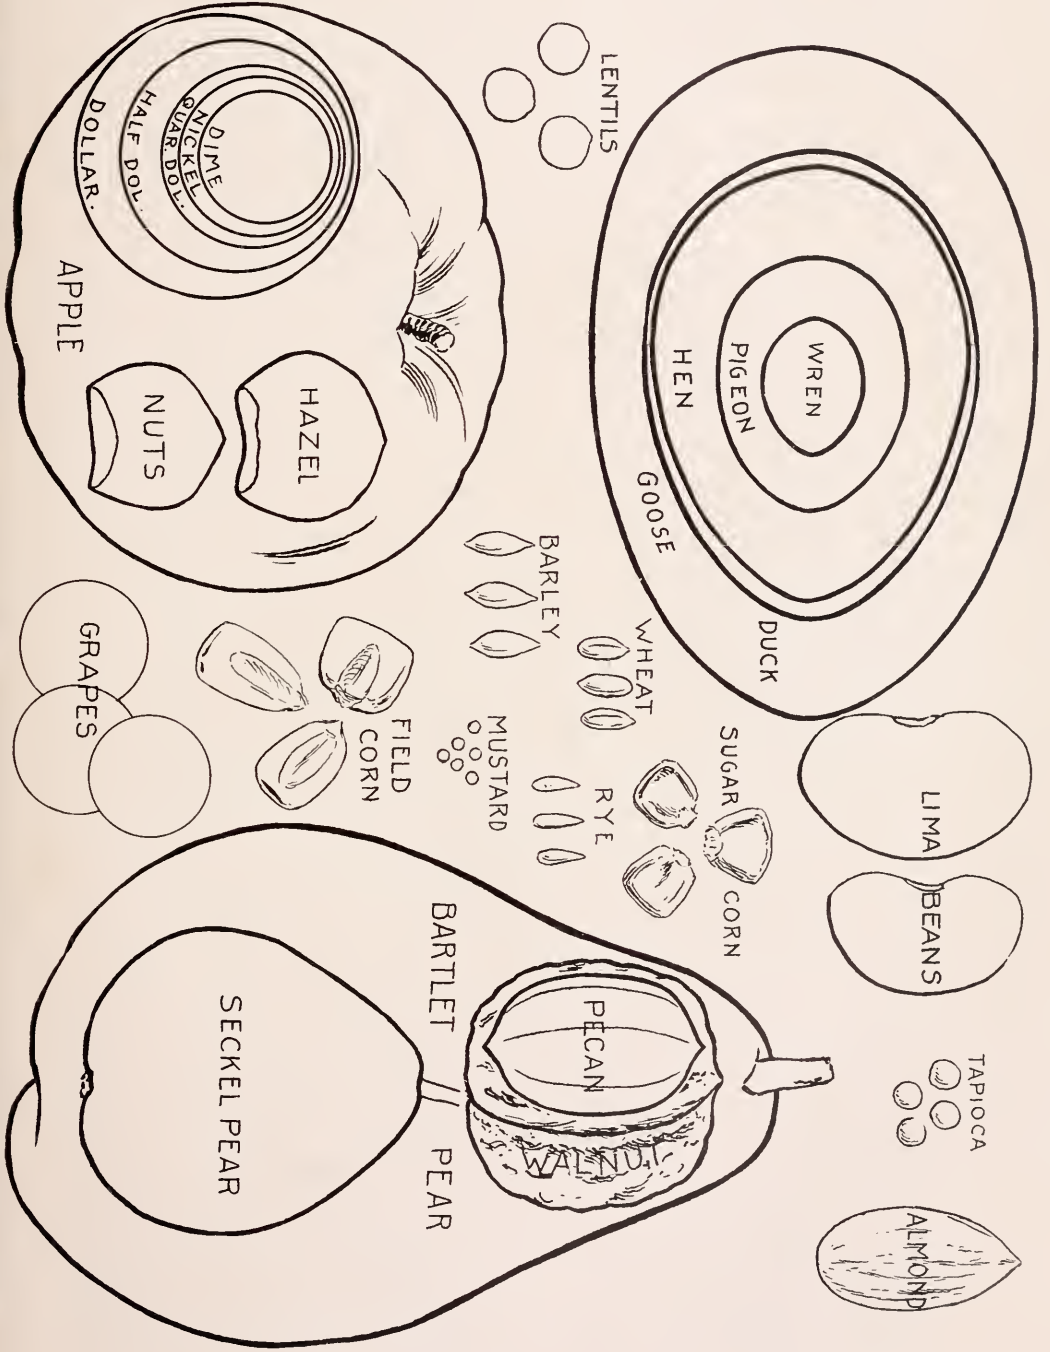 TAPIOCA
ALMOND
LIMA
BEANS
SUGAR
CORN
WREN
PIGEON
HEN
GOOSE
DUCK
WHEAT
RYE
LENTILS
BARLEY
MUSTARD
FIELD
CORN
PECAN
WALNUT
BARTLET
PEAR
SECKEL PEAR
DIME
NICKEL
QUAR. DOL.
HALF DOL.
DOLLAR.
HAZEL
NUTS
APPLE
GRAPES